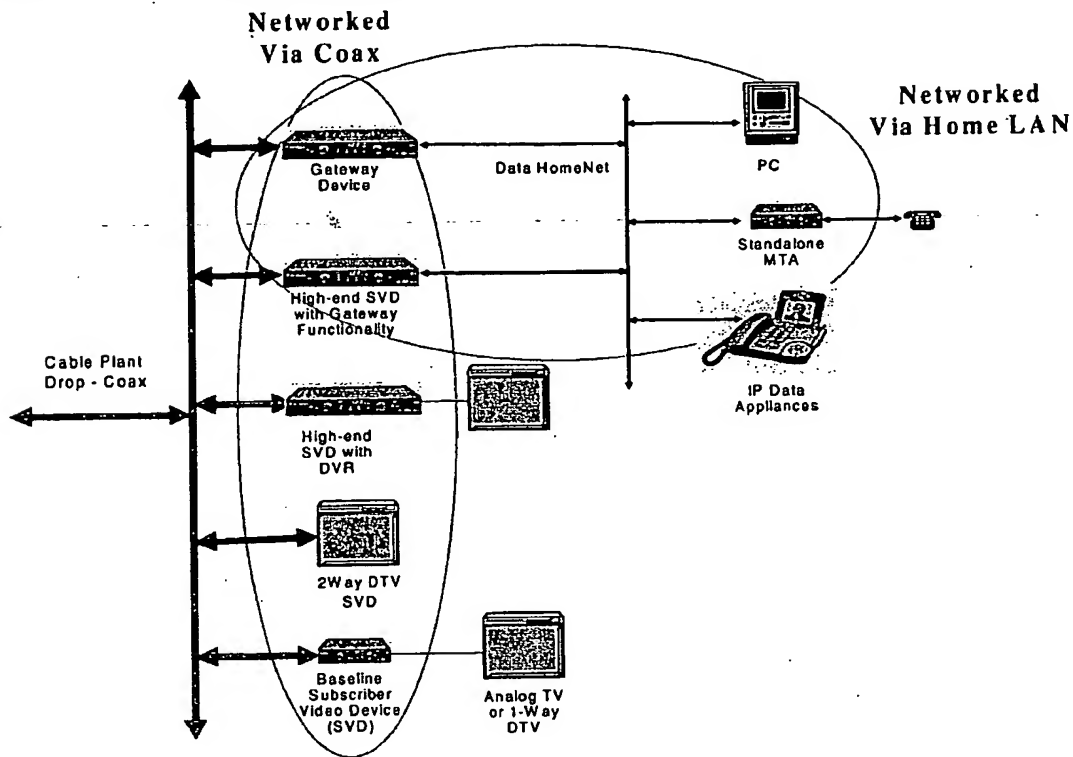 Networked
Via Coax
Networked
Via Home LAN
Gateway
Device
Data HomeNet
PC
Standalone
MTA
High-end SVD
with Gateway
Functionality
IP Data
Appliances
Cable Plant
Drop - Coax
High-end
SVD with
DVR
2Way DTV
SVD
Baseline
Subscriber
Video Device
(SVD)
Analog TV
or 1-Way
DTV